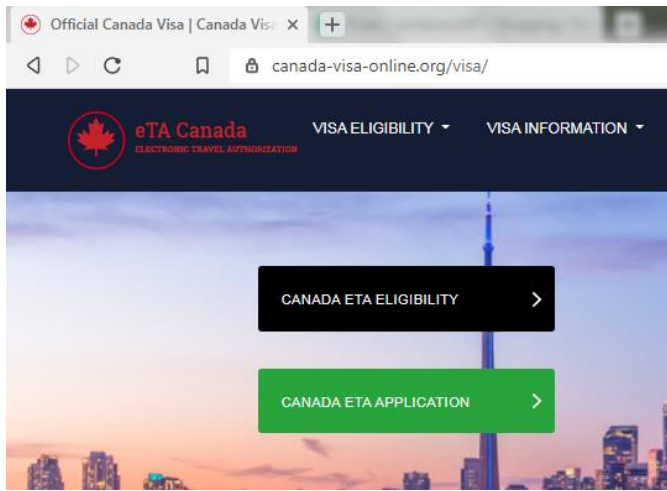 Official Canada Visa | Canada Vis
canada-visa-online.org/visa/
eTA Canada
ELECTRONIC TRAVEL AUTHORIZATION
VISA ELIGIBILITY
VISA INFORMATION
CANADA ETA ELIGIBILITY
CANADA ETA APPLICATION